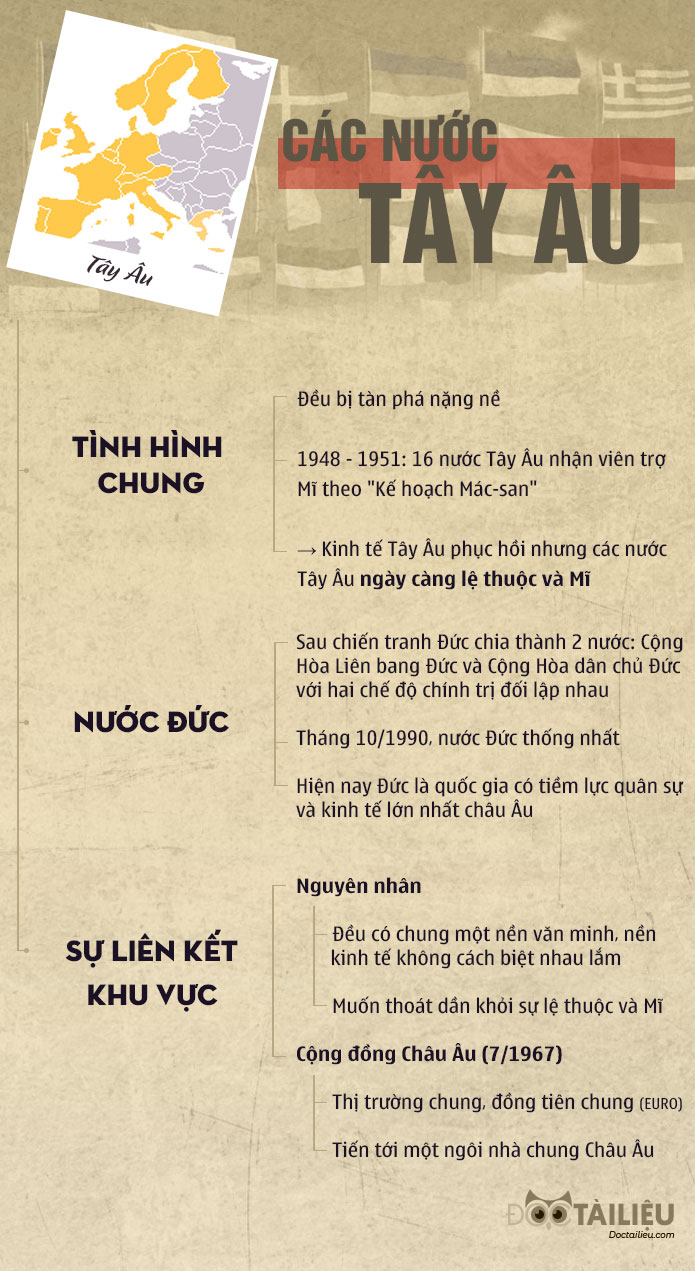 CÁC NƯỚC
TÂY ÂU
Tây Âu
TÌNH HÌNH
CHUNG
Đều bị tàn phá nặng nề
1948 - 1951: 16 nước Tây Âu nhận viên trợ
Mĩ theo "Kế hoạch Mác-san"
→ Kinh tế Tây Âu phục hồi nhưng các nước
Tây Âu ngày càng lệ thuộc và Mĩ
NƯỚC ĐỨC
Sau chiến tranh Đức chia thành 2 nước: Cộng
Hòa Liên bang Đức và Cộng Hòa dân chủ Đức
với hai chế độ chính trị đối lập nhau
Tháng 10/1990, nước Đức thống nhất
Hiện nay Đức là quốc gia có tiềm lực quân sự
và kinh tế lớn nhất châu Âu
SỰ LIÊN KẾT
KHU VỰC
Nguyên nhân
Đều có chung một nền văn minh, nền
kinh tế không cách biệt nhau lắm
Muốn thoát dần khỏi sự lệ thuộc và Mĩ
Cộng đồng Châu Âu (7/1967)
Thị trường chung, đồng tiên chung (EURO)
Tiến tới một ngôi nhà chung Châu Âu
ĐOCTÀILIỆU
Doctailieu.com